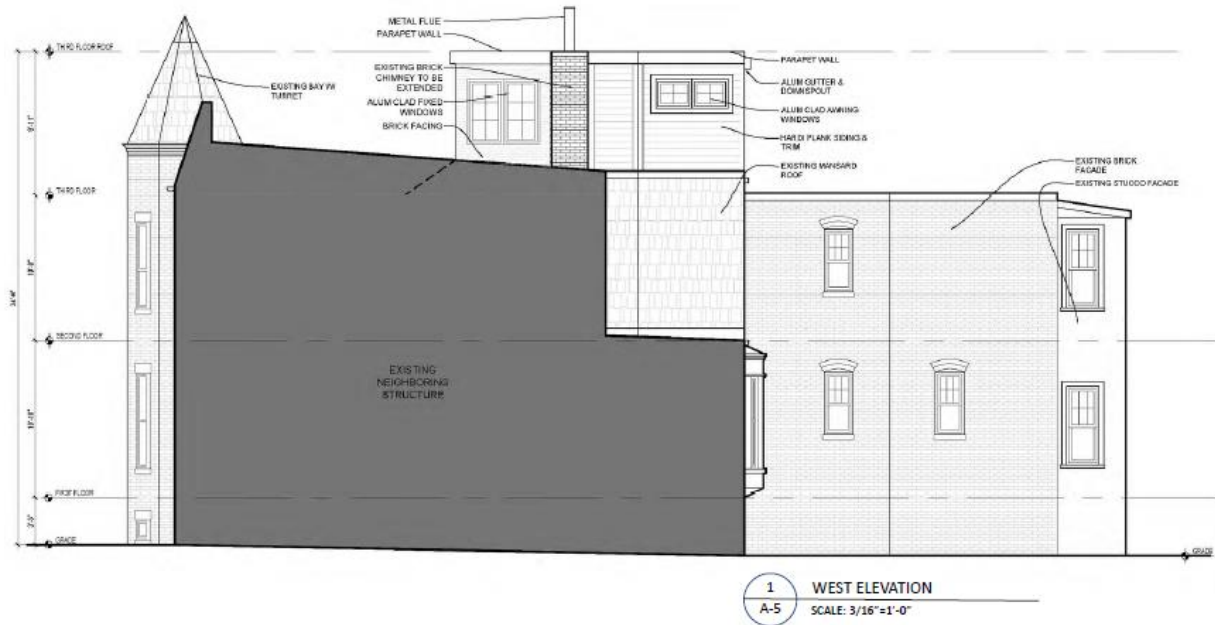 METAL FLUE
PARAPET WALL
THIRD FLOOR ROOF
EXISTING BRICK
CHIMNEY TO BE
EXTENDED
ALUM CLAD FIXED
WINDOWS
BRICK FACING
EXISTING BAY W/
TURRET
PARAPET WALL
ALUM GUTTER &
DOWNSPOUT
ALUM CLAD AWNING
WINDOWS
HARDI PLANK SIDING &
TRIM
EXISTING MANSARD
ROOF
EXISTING BRICK
FACADE
EXISTING STUCCO FACADE
9'-11"
THIRD FLOOR
SECOND FLOOR
EXISTING
NEIGHBORING
STRUCTURE
FIRST FLOOR
GRADE
GRADE
1
A-5
WEST ELEVATION
SCALE: 3/16"=1'-0"